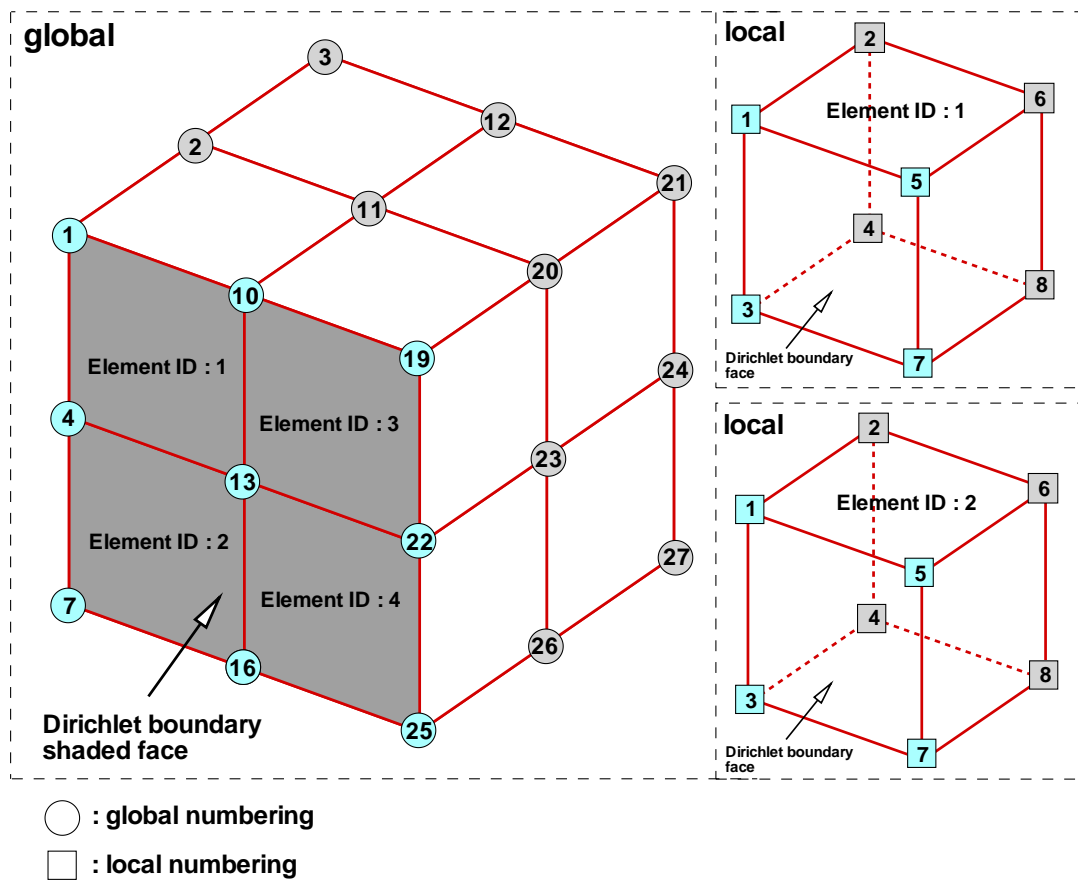 global
3
2
12
11
21
1
20
10
19
Element ID : 1
24
4
Element ID : 3
23
13
22
Element ID : 2
27
7
Element ID : 4
26
16
25
Dirichlet boundary
shaded face
local
2
6
1
Element ID : 1
5
4
8
3
Dirichlet boundary
face
7
local
2
6
1
Element ID : 2
5
4
8
3
Dirichlet boundary
face
7
: global numbering
: local numbering